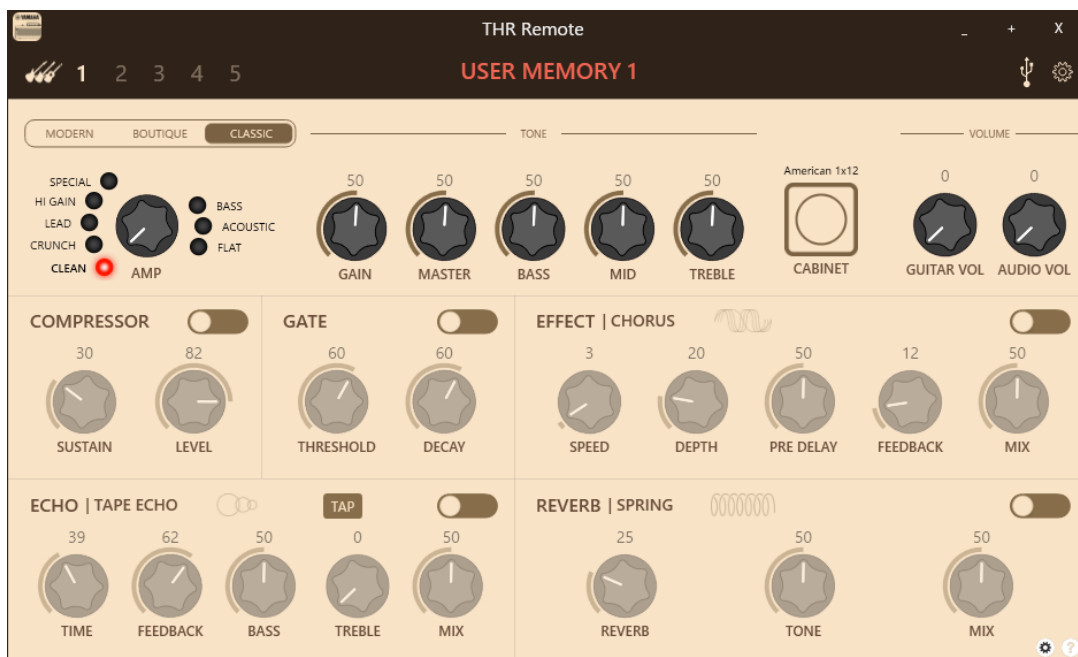 YAMAHA
THR Remote
_ + X
1 2 3 4 5
USER MEMORY 1
MODERN BOUTIQUE CLASSIC
TONE
VOLUME
SPECIAL
HI GAIN
LEAD
CRUNCH
CLEAN
AMP
BASS
ACOUSTIC
FLAT
50 50 50 50 50
GAIN MASTER BASS MID TREBLE
American 1x12
CABINET
0 0
GUITAR VOL AUDIO VOL
COMPRESSOR
30 82
SUSTAIN LEVEL
GATE
60 60
THRESHOLD DECAY
EFFECT | CHORUS
3 20 50 12 50
SPEED DEPTH PRE DELAY FEEDBACK MIX
ECHO | TAPE ECHO
TAP
39 62 50 0 50
TIME FEEDBACK BASS TREBLE MIX
REVERB | SPRING
25 50 50
REVERB TONE MIX
?